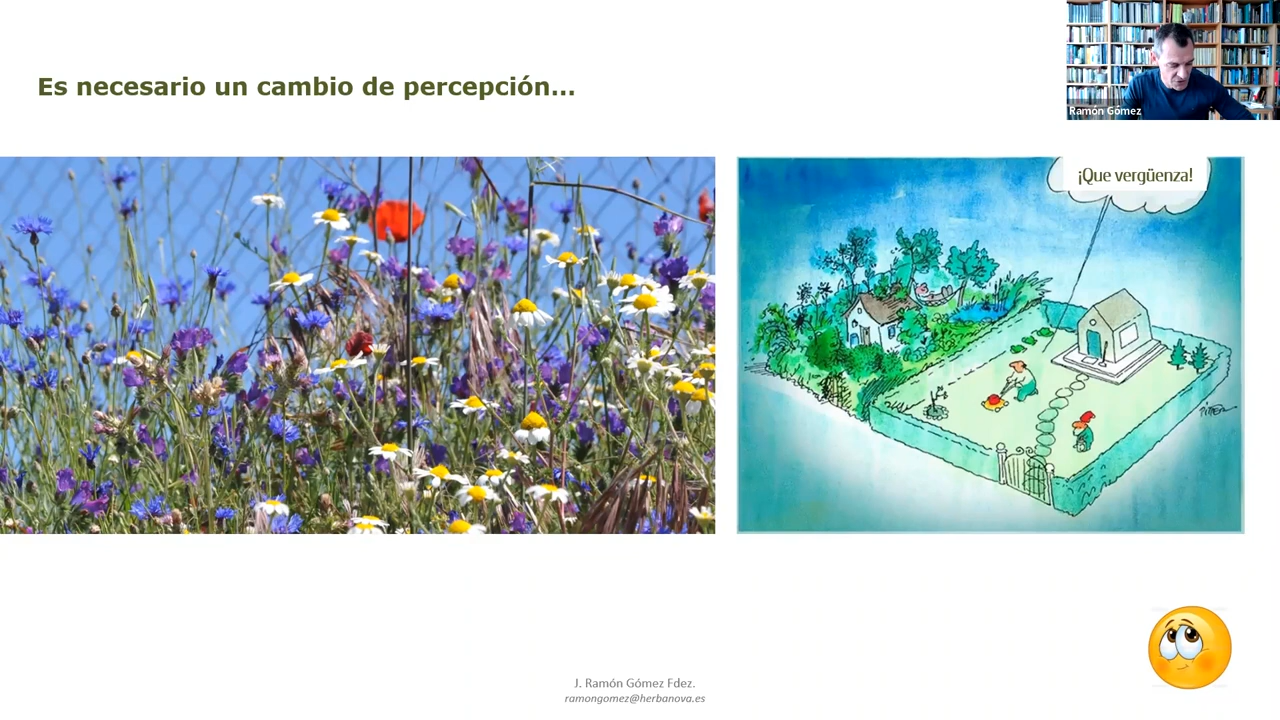 Es necesario un cambio de percepción...
Ramón Gómez
¡Que vergüenza!
J. Ramón Gómez Fdez.
ramongomez@herbanova.es